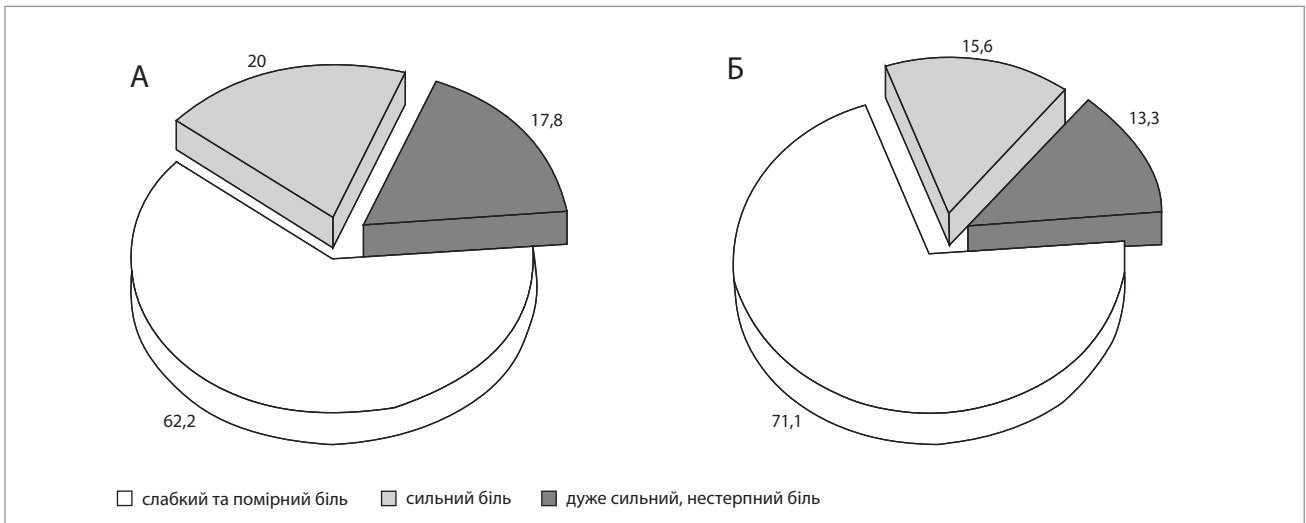 А
20
17,8
62,2
Б
15,6
13,3
71,1
слабкий та помірний біль
сильний біль
дуже сильний, нестерпний біль